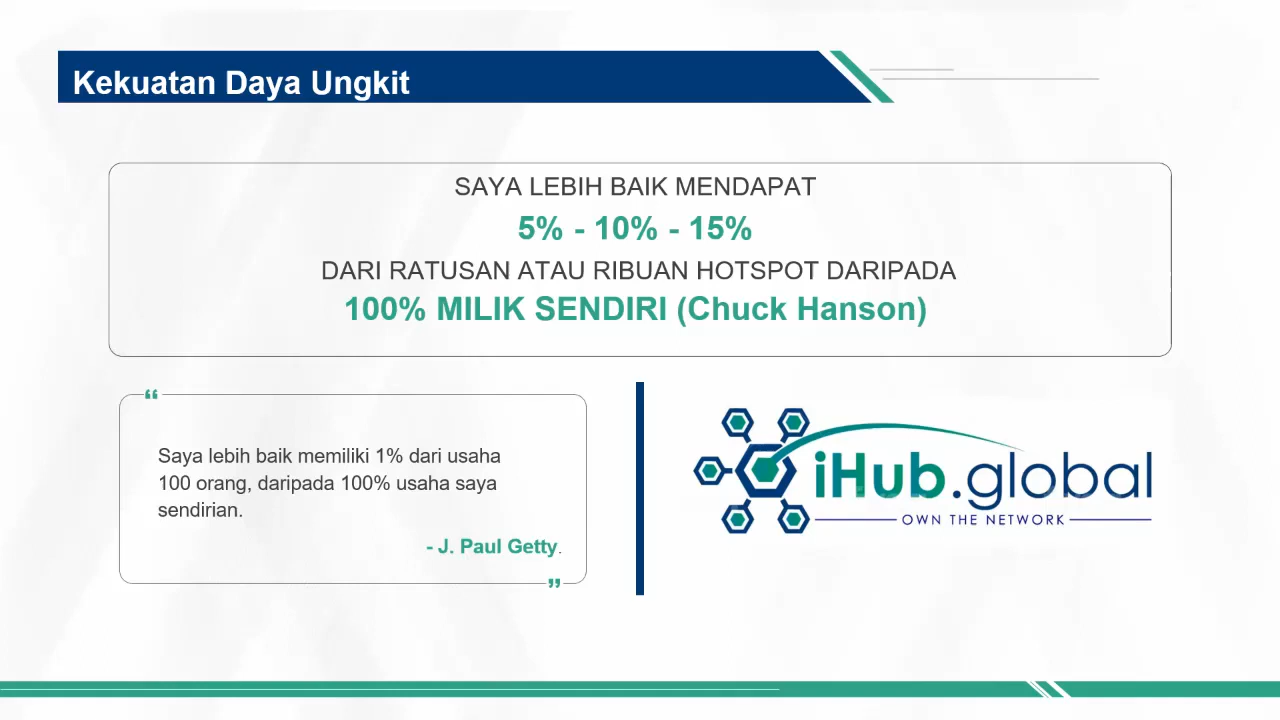 Kekuatan Daya Ungkit
SAYA LEBIH BAIK MENDAPAT
5% - 10% - 15%
DARI RATUSAN ATAU RIBUAN HOTSPOT DARIPADA
100% MILIK SENDIRI (Chuck Hanson)
“
Saya lebih baik memiliki 1% dari usaha
100 orang, daripada 100% usaha saya
sendirian.
- J. Paul Getty.
”
iHub.global
OWN THE NETWORK